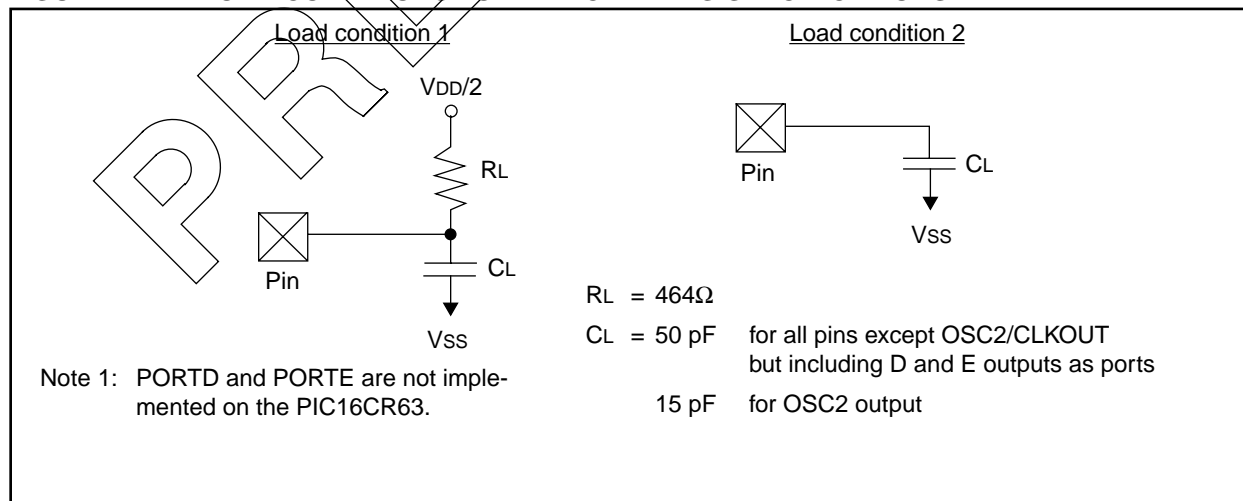 Load condition 1
Load condition 2
VDD/2
RL
Pin
CL
VSS
Pin
CL
VSS
RL = 464Ω
CL = 50 pF for all pins except OSC2/CLKOUT
but including D and E outputs as ports
15 pF for OSC2 output
Note 1: PORTD and PORTE are not imple-
mented on the PIC16CR63.